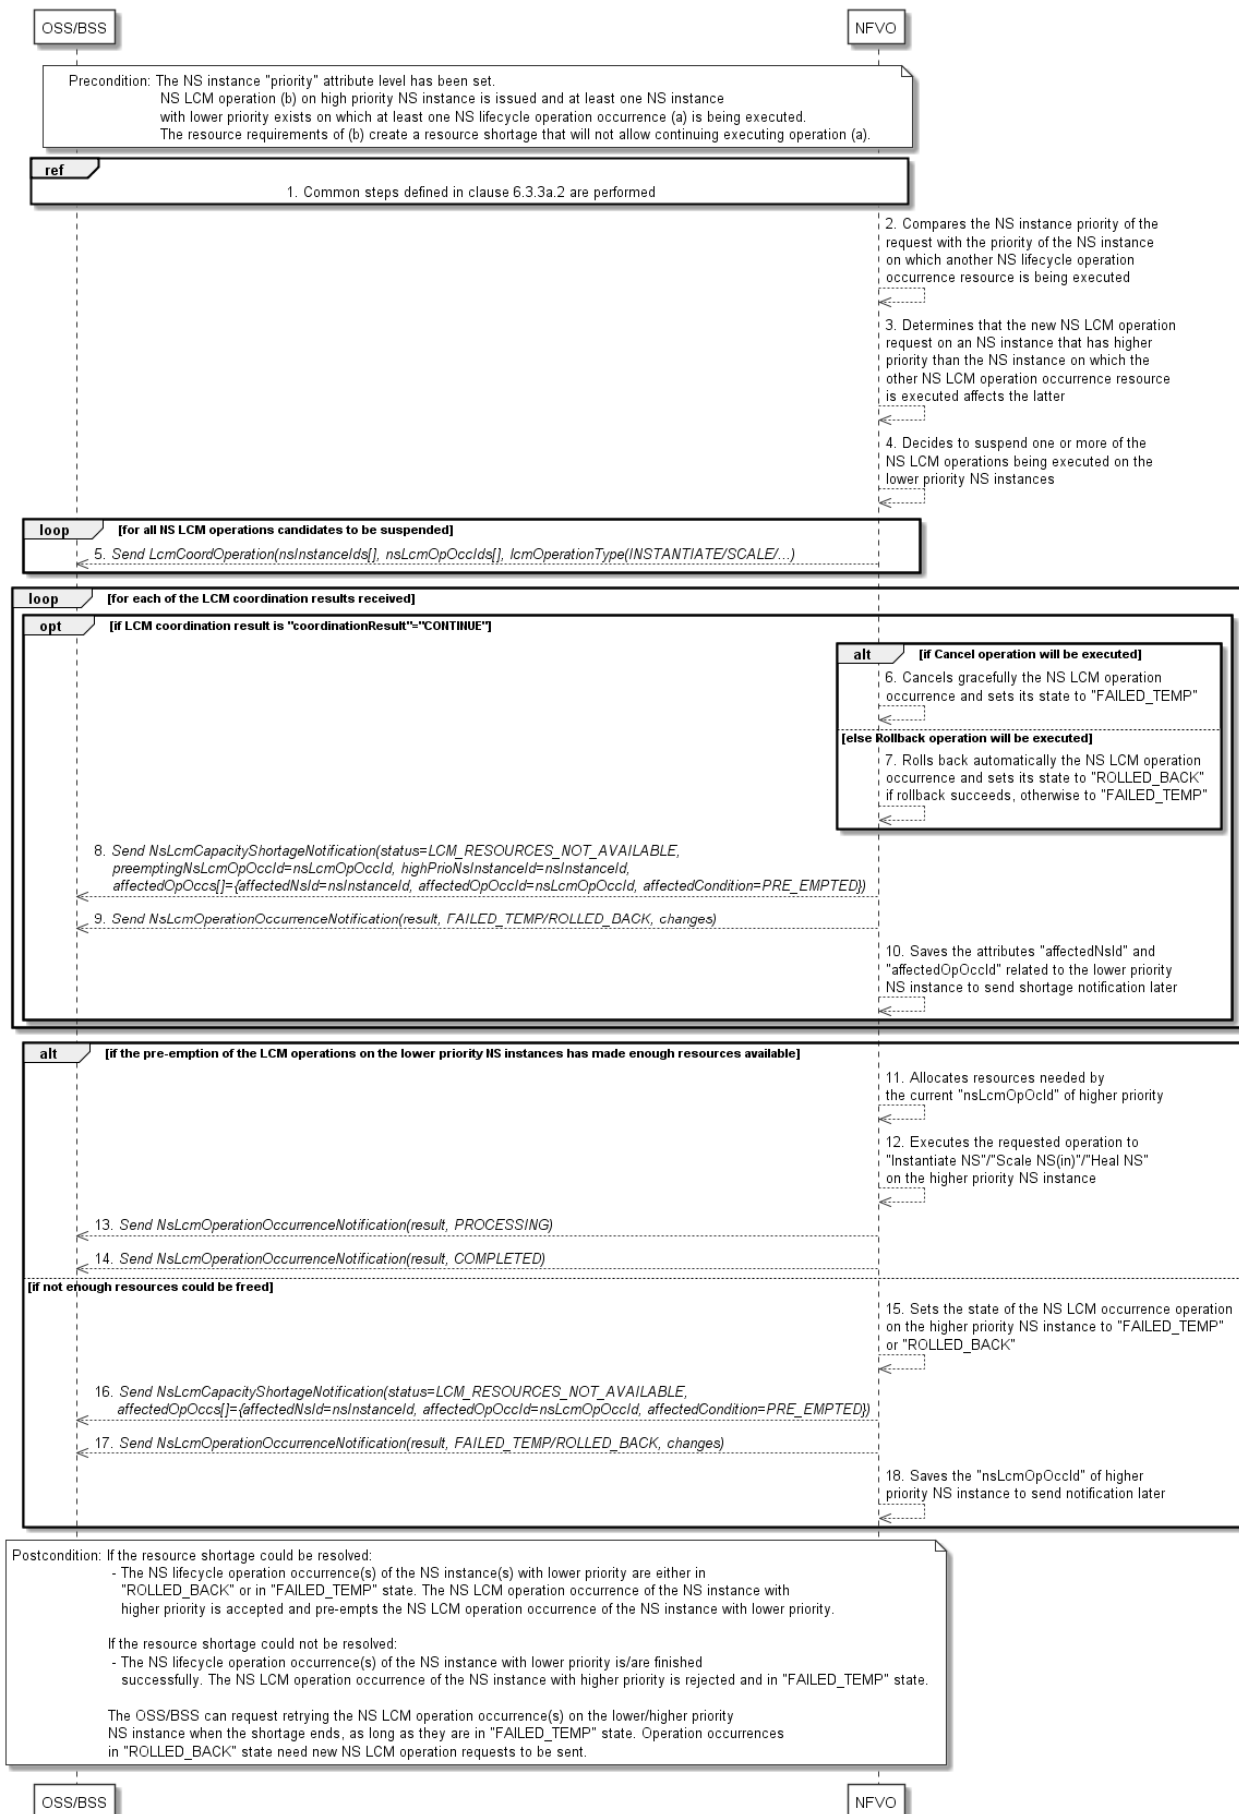 OSS/BSS
NFVO
Precondition: The NS instance "priority" attribute level has been set.
NS LCM operation (b) on high priority NS instance is issued and at least one NS instance
with lower priority exists on which at least one NS lifecycle operation occurrence (a) is being executed.
The resource requirements of (b) create a resource shortage that will not allow continuing executing operation (a).
ref
1. Common steps defined in clause 6.3.3a.2 are performed
2. Compares the NS instance priority of the
request with the priority of the NS instance
on which another NS lifecycle operation
occurrence resource is being executed
3. Determines that the new NS LCM operation
request on an NS instance that has higher
priority than the NS instance on which the
other NS LCM operation occurrence resource
is executed affects the latter
4. Decides to suspend one or more of the
NS LCM operations being executed on the
lower priority NS instances
loop [for all NS LCM operations candidates to be suspended]
5. Send LcmCoordOperation(nsInstanceIds[], nsLcmOpOccIds[], lcmOperationType(INSTANTIATE/SCALE/...)
loop [for each of the LCM coordination results received]
opt [if LCM coordination result is "coordinationResult"="CONTINUE"]
alt [if Cancel operation will be executed]
6. Cancels gracefully the NS LCM operation
occurrence and sets its state to "FAILED_TEMP"
[else Rollback operation will be executed]
7. Rolls back automatically the NS LCM operation
occurrence and sets its state to "ROLLED_BACK"
if rollback succeeds, otherwise to "FAILED_TEMP"
8. Send NsLcmCapacityShortageNotification(status=LCM_RESOURCES_NOT_AVAILABLE,
preemptingNsLcmOpOccId=nsLcmOpOccId, highPrioNsInstanceId=nsInstanceId,
affectedOpOccs[]={affectedNsId=nsInstanceId, affectedOpOccId=nsLcmOpOccId, affectedCondition=PRE_EMPTED})
9. Send NsLcmOperationOccurrenceNotification(result, FAILED_TEMP/ROLLED_BACK, changes)
10. Saves the attributes "affectedNsId" and
"affectedOpOccId" related to the lower priority
NS instance to send shortage notification later
alt [if the pre-emption of the LCM operations on the lower priority NS instances has made enough resources available]
11. Allocates resources needed by
the current "nsLcmOpOcId" of higher priority
12. Executes the requested operation to
"Instantiate NS"/"Scale NS(in)"/"Heal NS"
on the higher priority NS instance
13. Send NsLcmOperationOccurrenceNotification(result, PROCESSING)
14. Send NsLcmOperationOccurrenceNotification(result, COMPLETED)
[if not enough resources could be freed]
15. Sets the state of the NS LCM occurrence operation
on the higher priority NS instance to "FAILED_TEMP"
or "ROLLED_BACK"
16. Send NsLcmCapacityShortageNotification(status=LCM_RESOURCES_NOT_AVAILABLE,
affectedOpOccs[]={affectedNsId=nsInstanceId, affectedOpOccId=nsLcmOpOccId, affectedCondition=PRE_EMPTED})
17. Send NsLcmOperationOccurrenceNotification(result, FAILED_TEMP/ROLLED_BACK, changes)
18. Saves the "nsLcmOpOccId" of higher
priority NS instance to send notification later
Postcondition: If the resource shortage could be resolved:
- The NS lifecycle operation occurrence(s) of the NS instance(s) with lower priority are either in
"ROLLED_BACK" or in "FAILED_TEMP" state. The NS LCM operation occurrence of the NS instance with
higher priority is accepted and pre-empts the NS LCM operation occurrence of the NS instance with lower priority.
If the resource shortage could not be resolved:
- The NS lifecycle operation occurrence(s) of the NS instance with lower priority is/are finished
successfully. The NS LCM operation occurrence of the NS instance with higher priority is rejected and in "FAILED_TEMP" state.
The OSS/BSS can request retrying the NS LCM operation occurrence(s) on the lower/higher priority
NS instance when the shortage ends, as long as they are in "FAILED_TEMP" state. Operation occurrences
in "ROLLED_BACK" state need new NS LCM operation requests to be sent.
OSS/BSS
NFVO